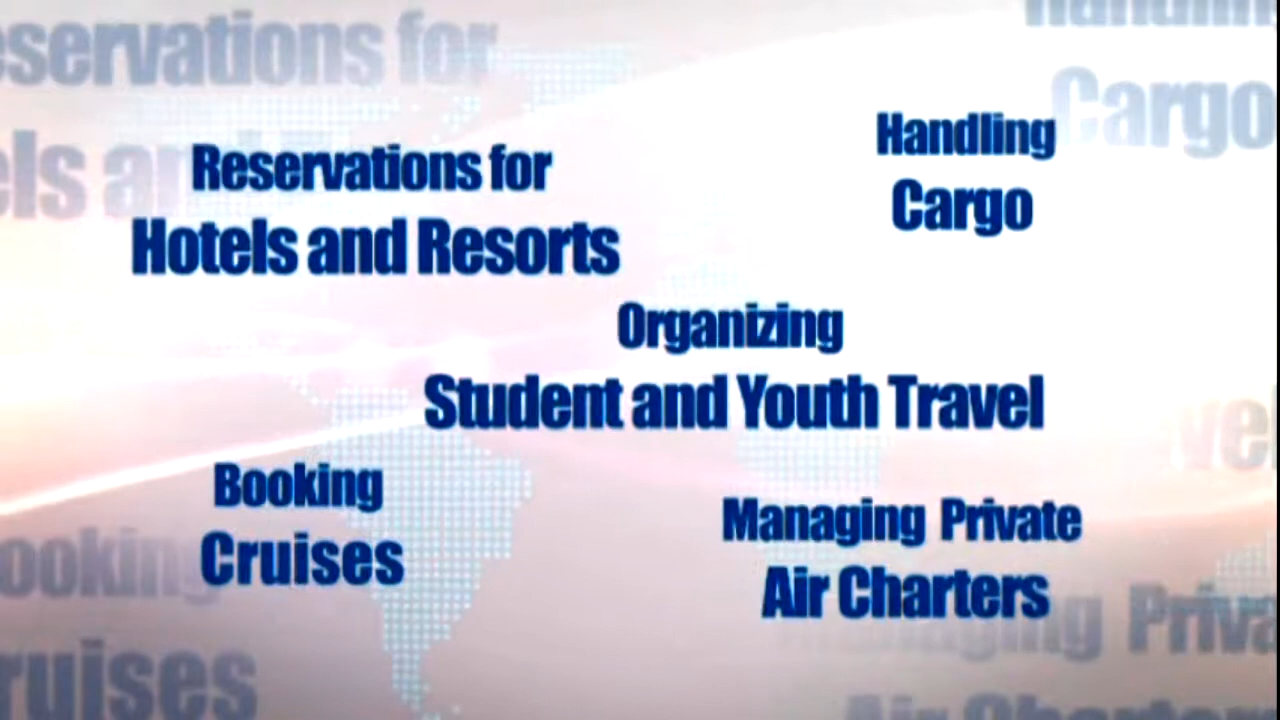 Reservations for
Hotels and Resorts
Handling
Cargo
Organizing
Student and Youth Travel
Booking
Cruises
Managing Private
Air Charters